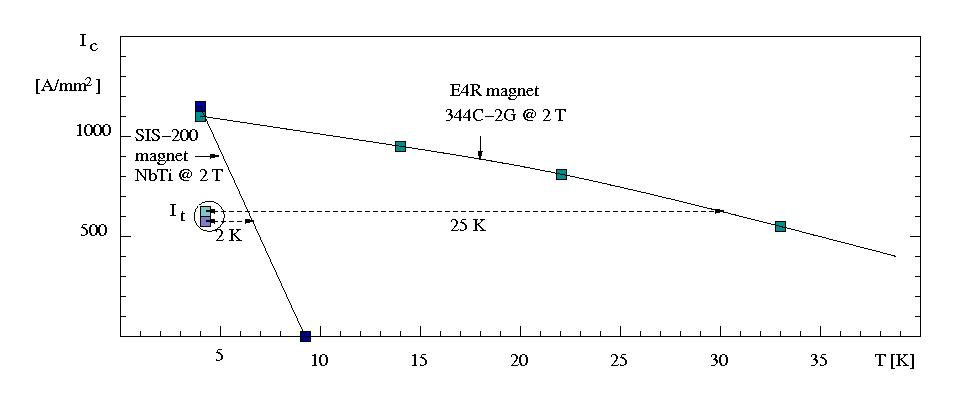 I c
[A/mm²]
1000
500
SIS-200
magnet
NbTi @ 2 T
E4R magnet
344C-2G @ 2 T
I t
2 K
25 K
5
10
15
20
25
30
35
T [K]